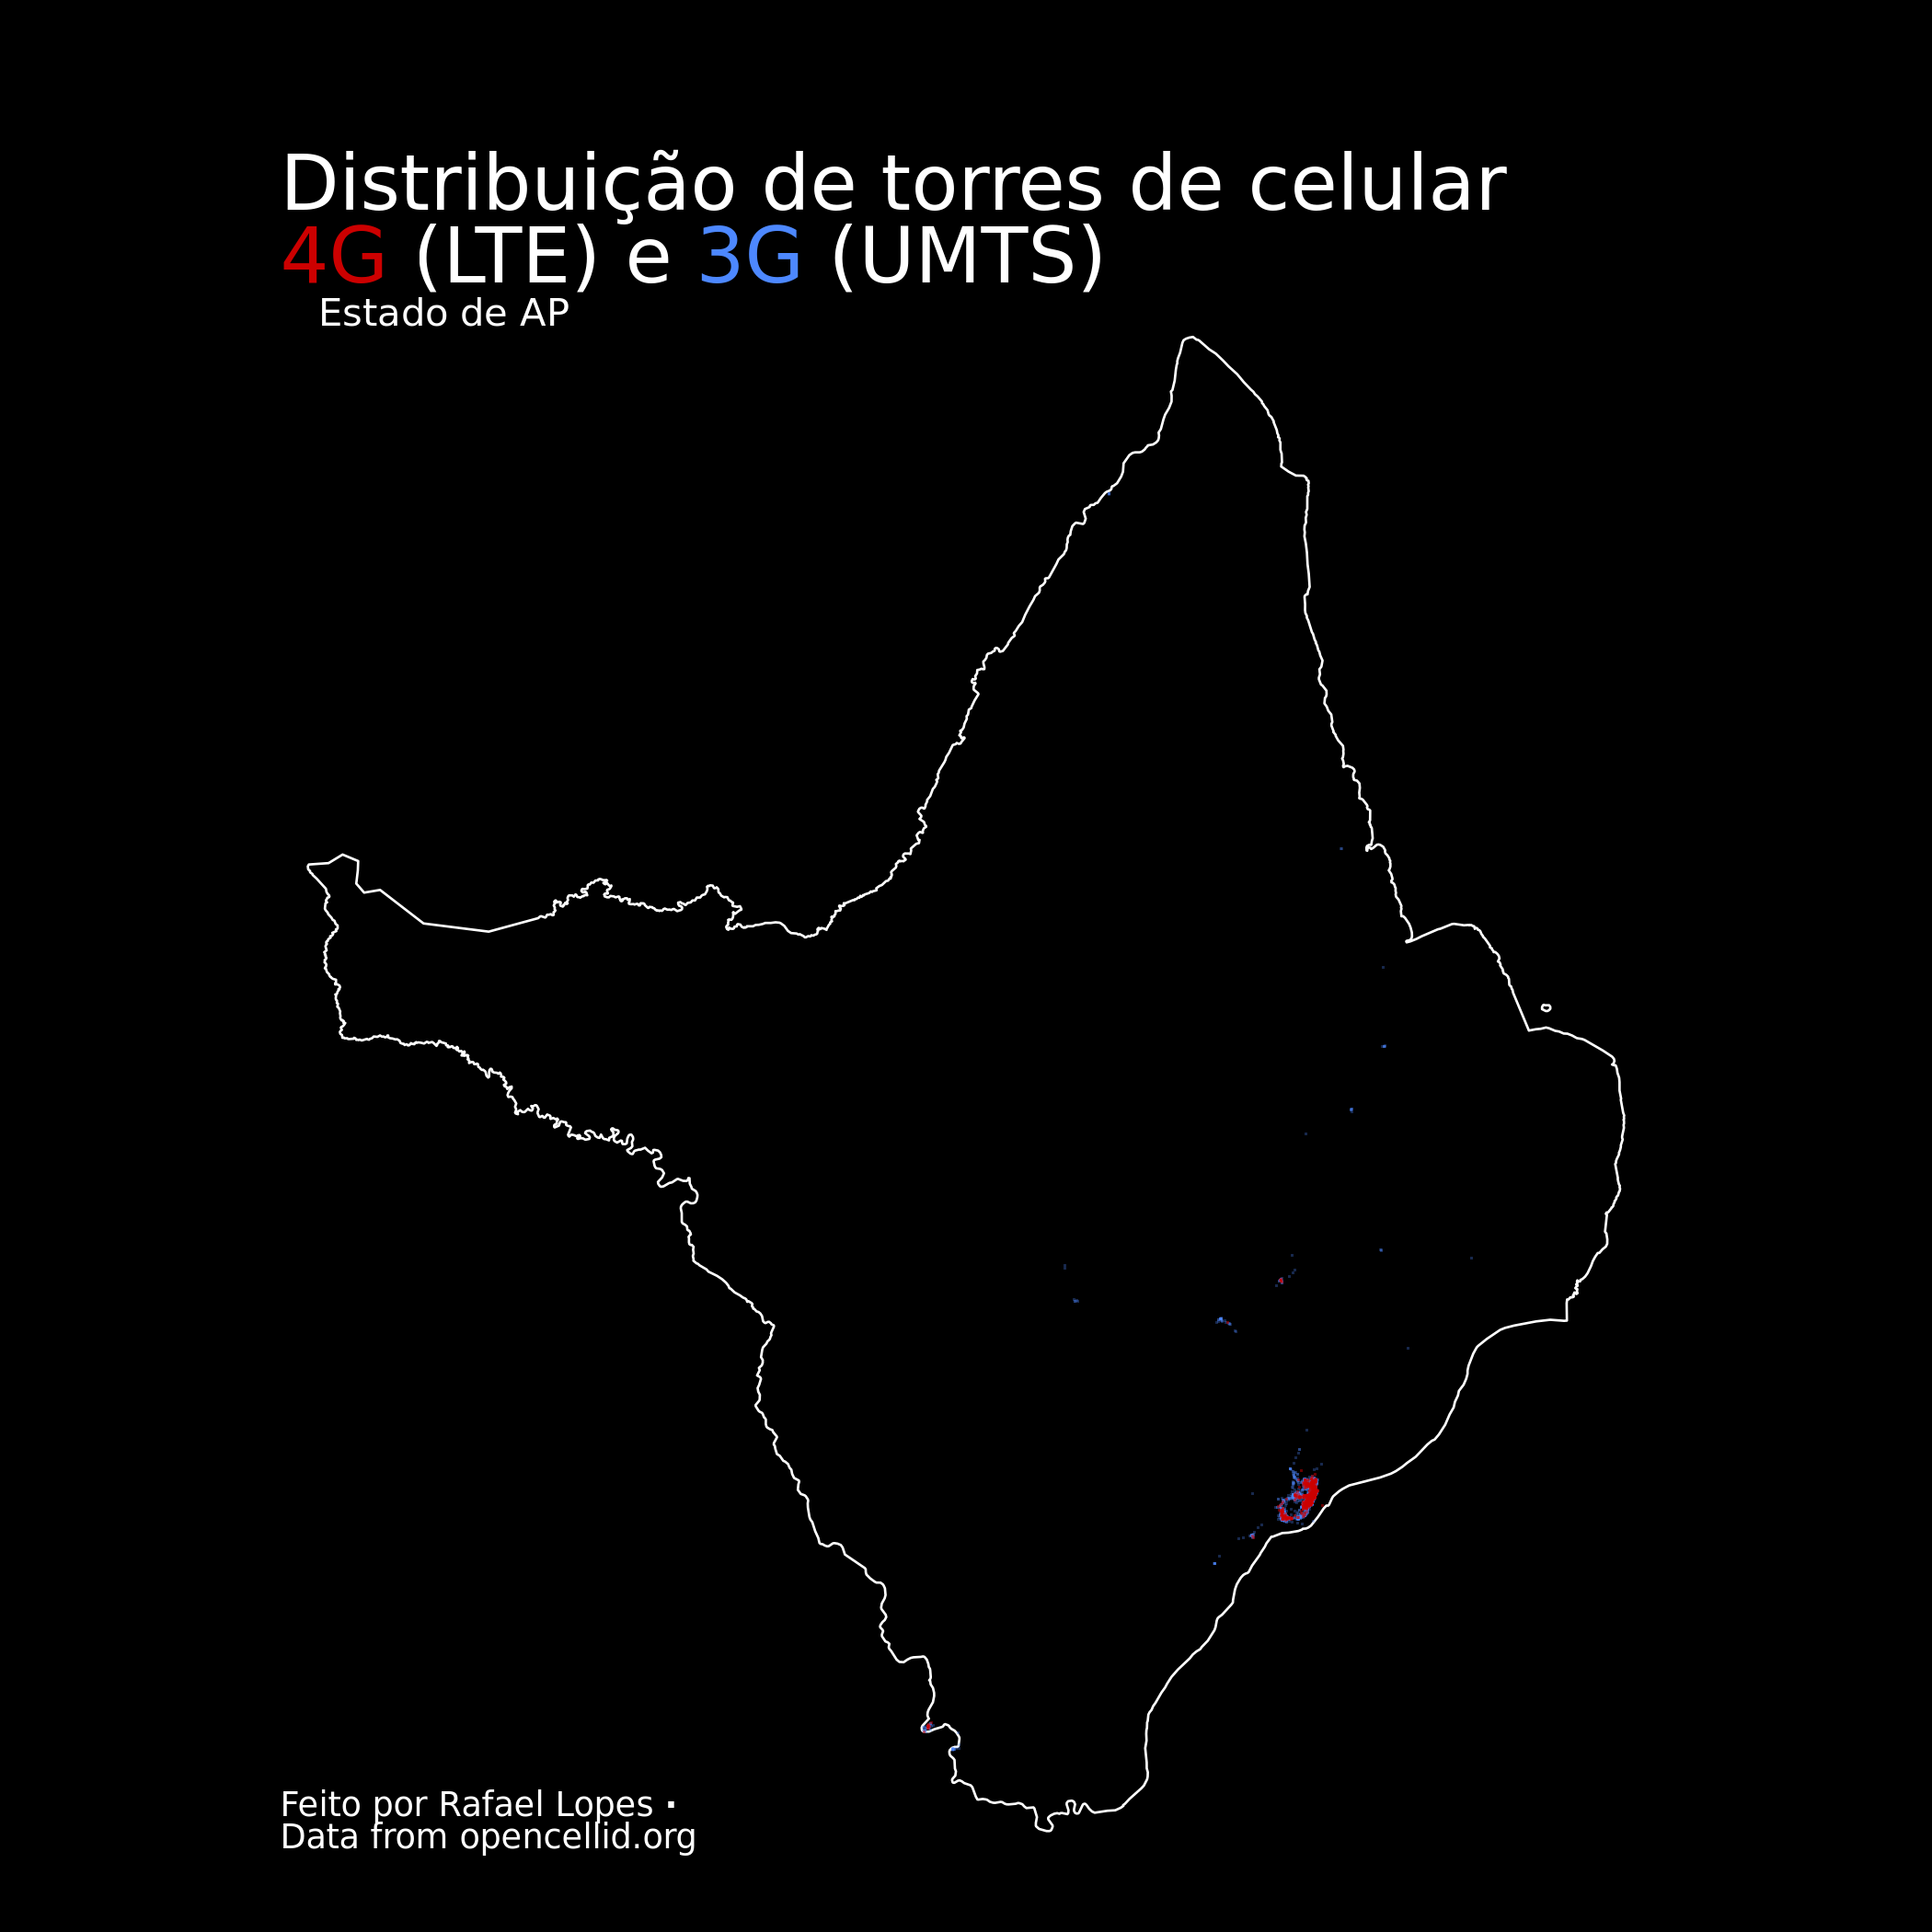 Distribuição de torres de celular
4G (LTE) e 3G (UMTS)
Estado de AP
Feito por Rafael Lopes ·
Data from opencellid.org